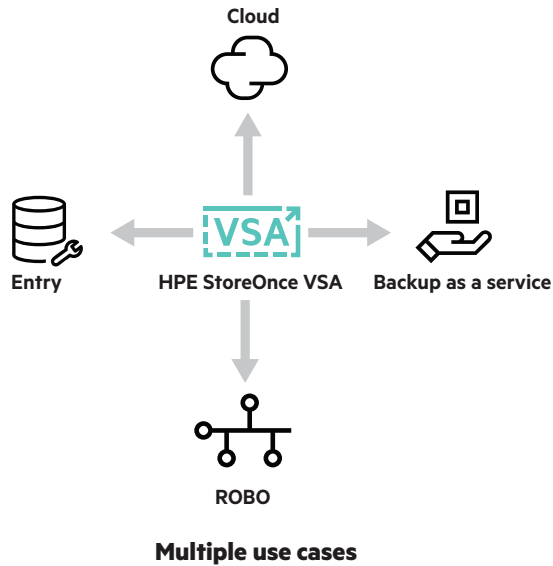 Cloud
VSA
Entry
HPE StoreOnce VSA
Backup as a service
ROBO
Multiple use cases